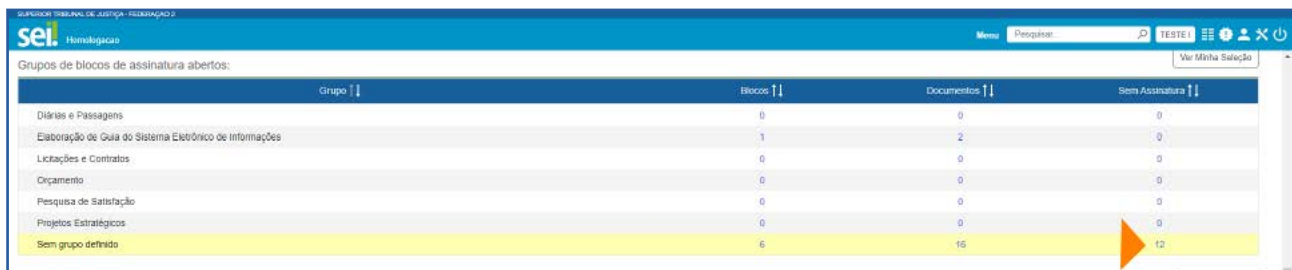 SUPERIOR TRIBUNAL DE JUSTIÇA - FEDERAÇÃO 2
sei. Homologacao Menu Pesquisar... TESTE I
Grupos de blocos de assinatura abertos: Ver Minha Seleção
Grupo Blocos Documentos Sem Assinatura
Diárias e Passagens 0 0 0
Elaboração de Guia do Sistema Eletrônico de Informações 1 2 0
Licitações e Contratos 0 0 0
Orçamento 0 0 0
Pesquisa de Satisfação 0 0 0
Projetos Estratégicos 0 0 0
Sem grupo definido 6 16 12